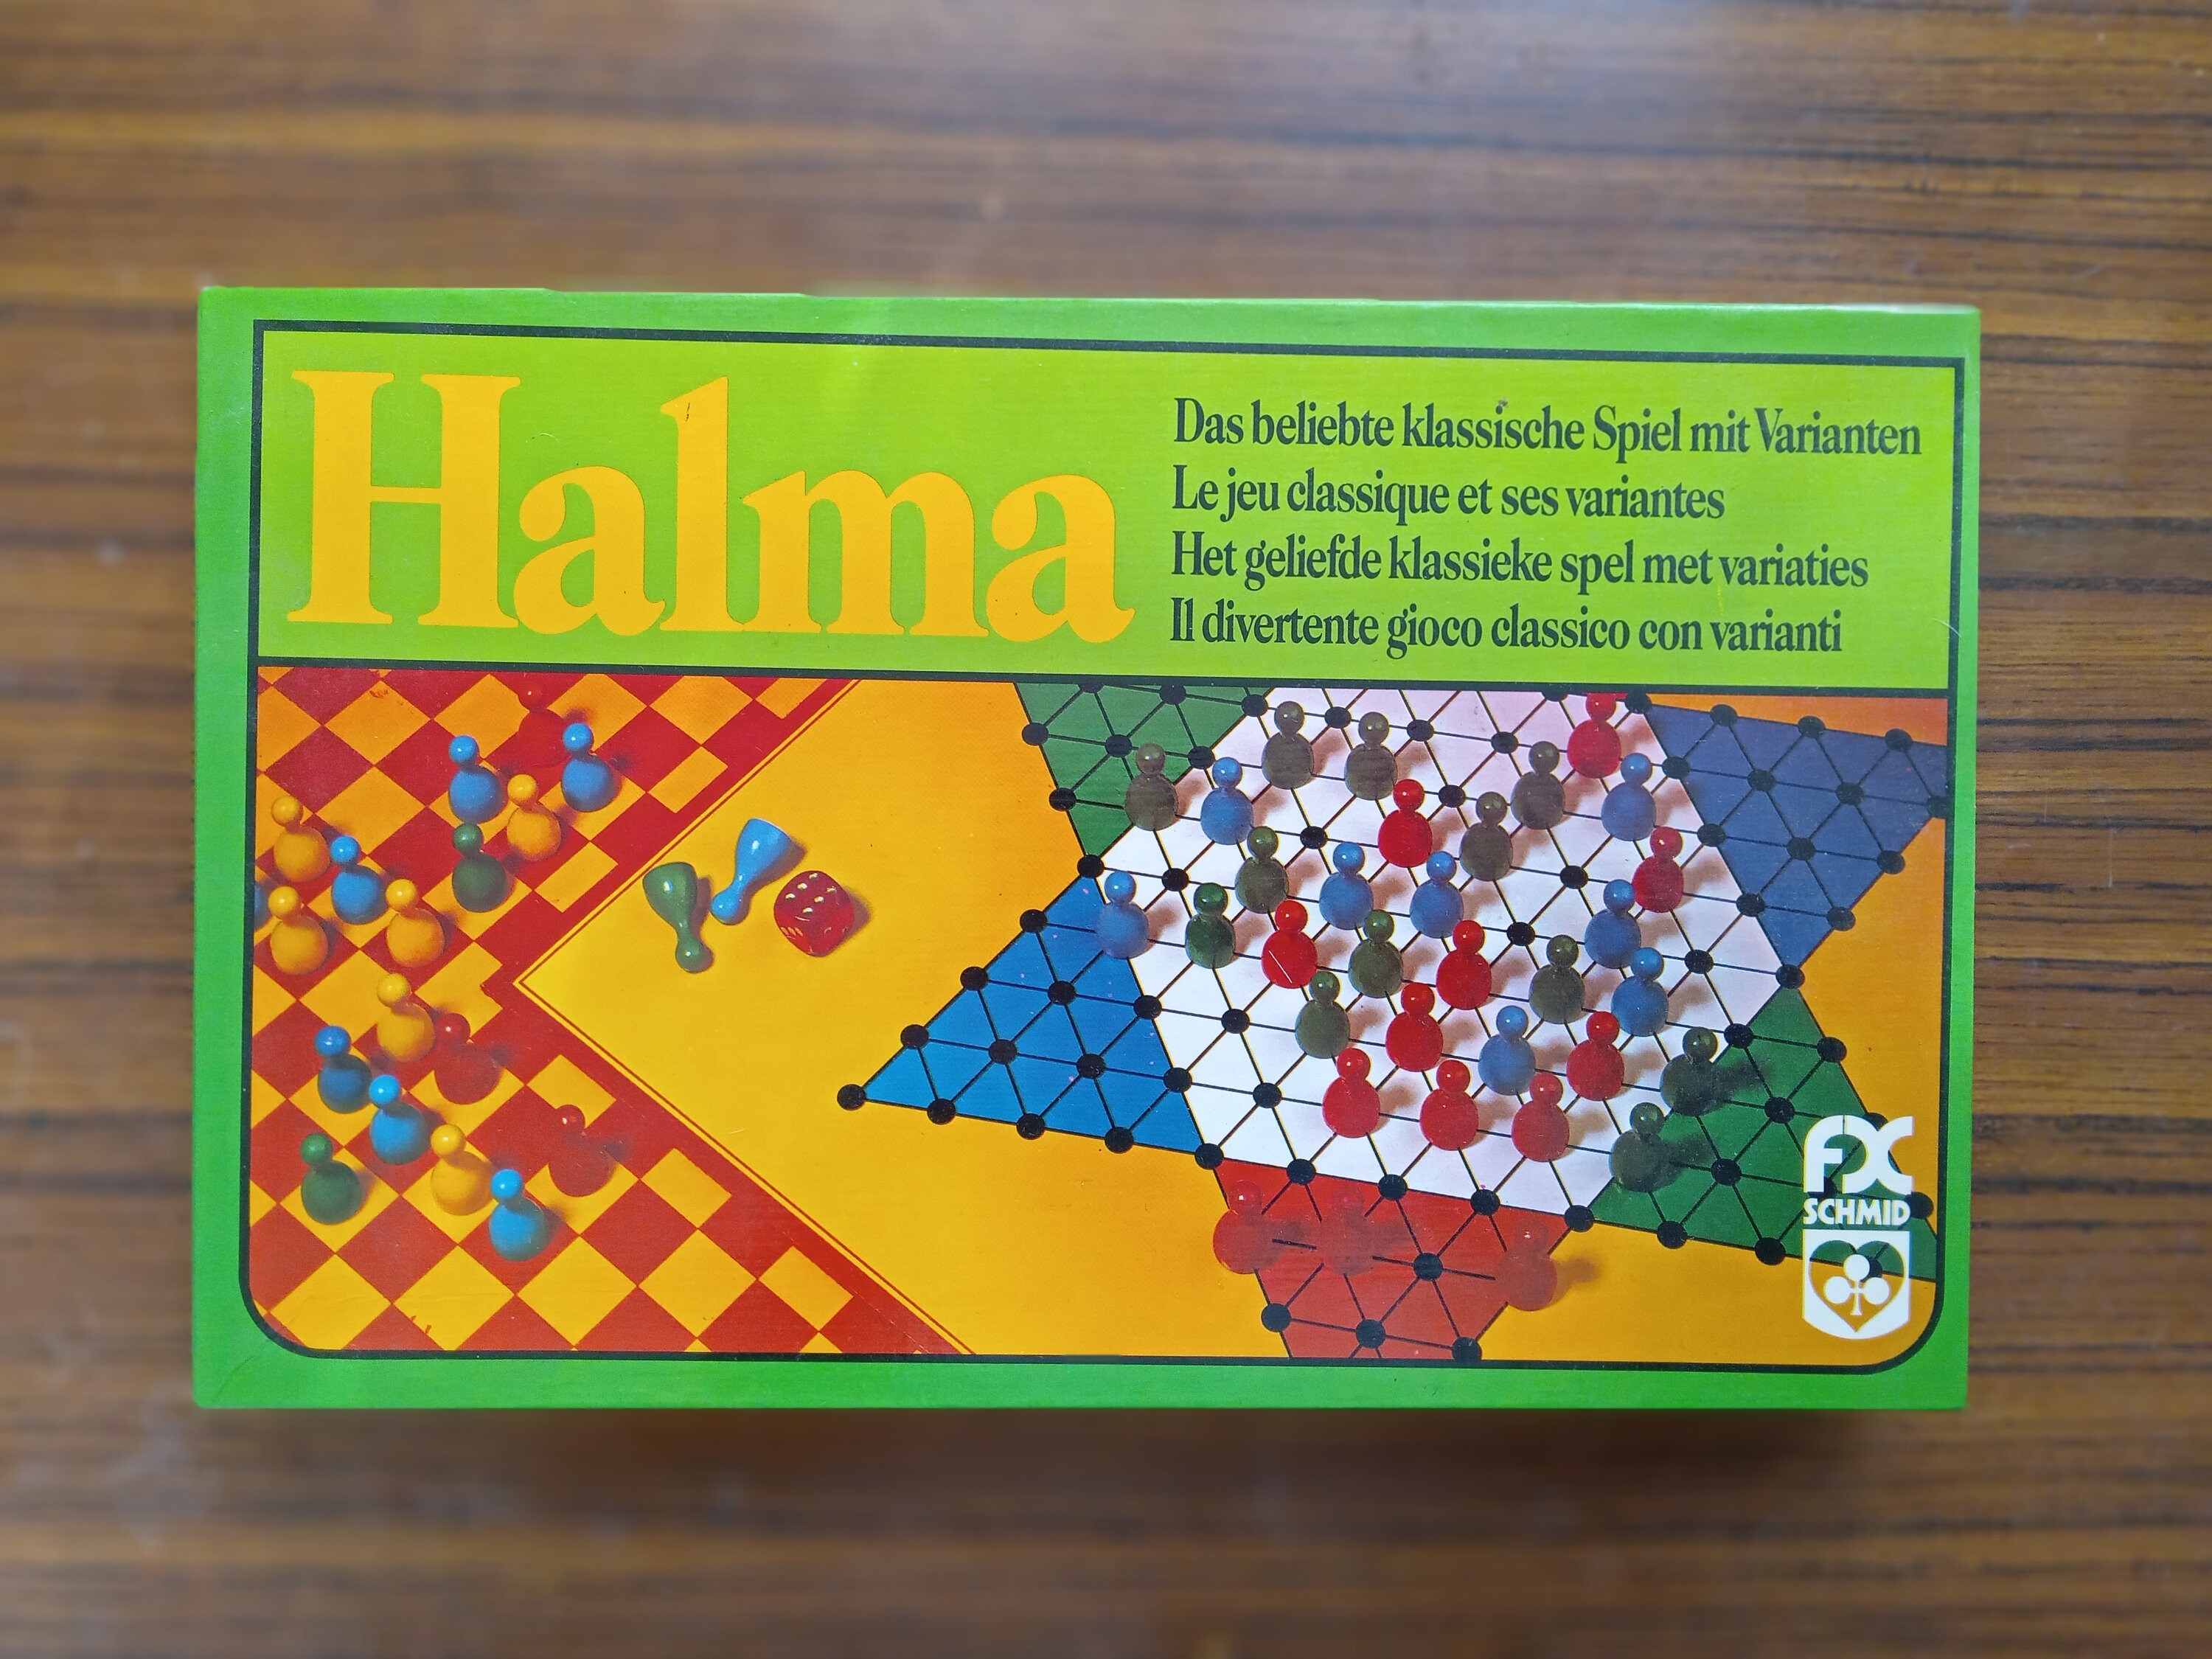 Halma
Das beliebte klassische Spiel mit Varianten
Le jeu classique et ses variantes
Het geliefde klassieke spel met variaties
Il divertente gioco classico con varianti
FX
SCHMID